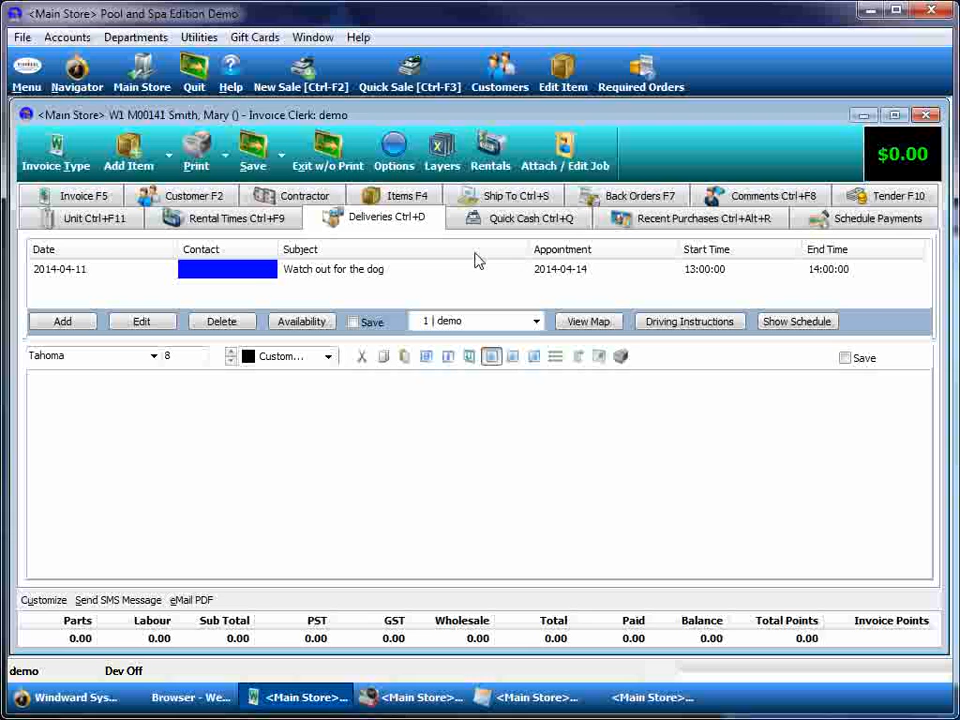 <Main Store> Pool and Spa Edition Demo
File Accounts Departments Utilities Gift Cards Window Help
Menu Navigator Main Store Quit Help New Sale [Ctrl-F2] Quick Sale [Ctrl-F3] Customers Edit Item Required Orders
<Main Store> W1 M00141 Smith, Mary () - Invoice Clerk: demo
Invoice Type Add Item Print Save Exit w/o Print Options Layers Rentals Attach / Edit Job
$0.00
Invoice F5 Customer F2 Contractor Items F4 Ship To Ctrl+S Back Orders F7 Comments Ctrl+F8 Tender F10
Unit Ctrl+F11 Rental Times Ctrl+F9 Deliveries Ctrl+D Quick Cash Ctrl+Q Recent Purchases Ctrl+Alt+R Schedule Payments
Date Contact Subject Appontment Start Time End Time
2014-04-11 Watch out for the dog 2014-04-14 13:00:00 14:00:00
Add Edit Delete Availability Save 1 | demo View Map Driving Instructions Show Schedule
Tahoma 8 Custom... Save
Customize Send SMS Message eMail PDF
Parts Labour Sub Total PST GST Wholesale Total Paid Balance Total Points Invoice Points
0.00 0.00 0.00 0.00 0.00 0.00 0.00 0.00 0.00 0.00
demo Dev Off
Windward Sys... Browser - We... <Main Store>... <Main Store>... <Main Store>... <Main Store>...